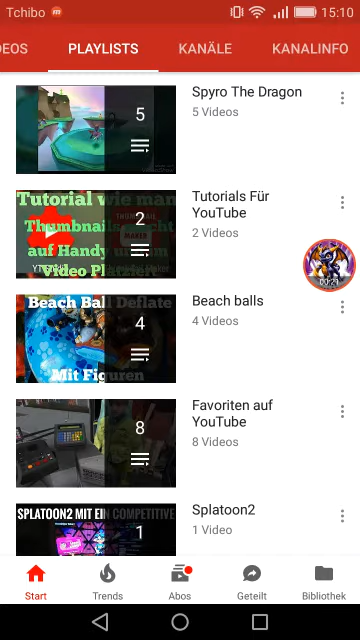 Tchibo
15:10
DEOS
PLAYLISTS
KANÄLE
KANALINFO
5
Spyro The Dragon
5 Videos
Tutorial wie man
Thumbnails
auf Handy
Video Platziert
2
Tutorials Für
YouTube
2 Videos
00:21
Beach Ball Deflate
Mit Figuren
4
Beach balls
4 Videos
8
Favoriten auf
YouTube
8 Videos
SPLATOON2 MIT EIN COMPETITIVE
1
Splatoon2
1 Video
Start
Trends
Abos
Geteilt
Bibliothek